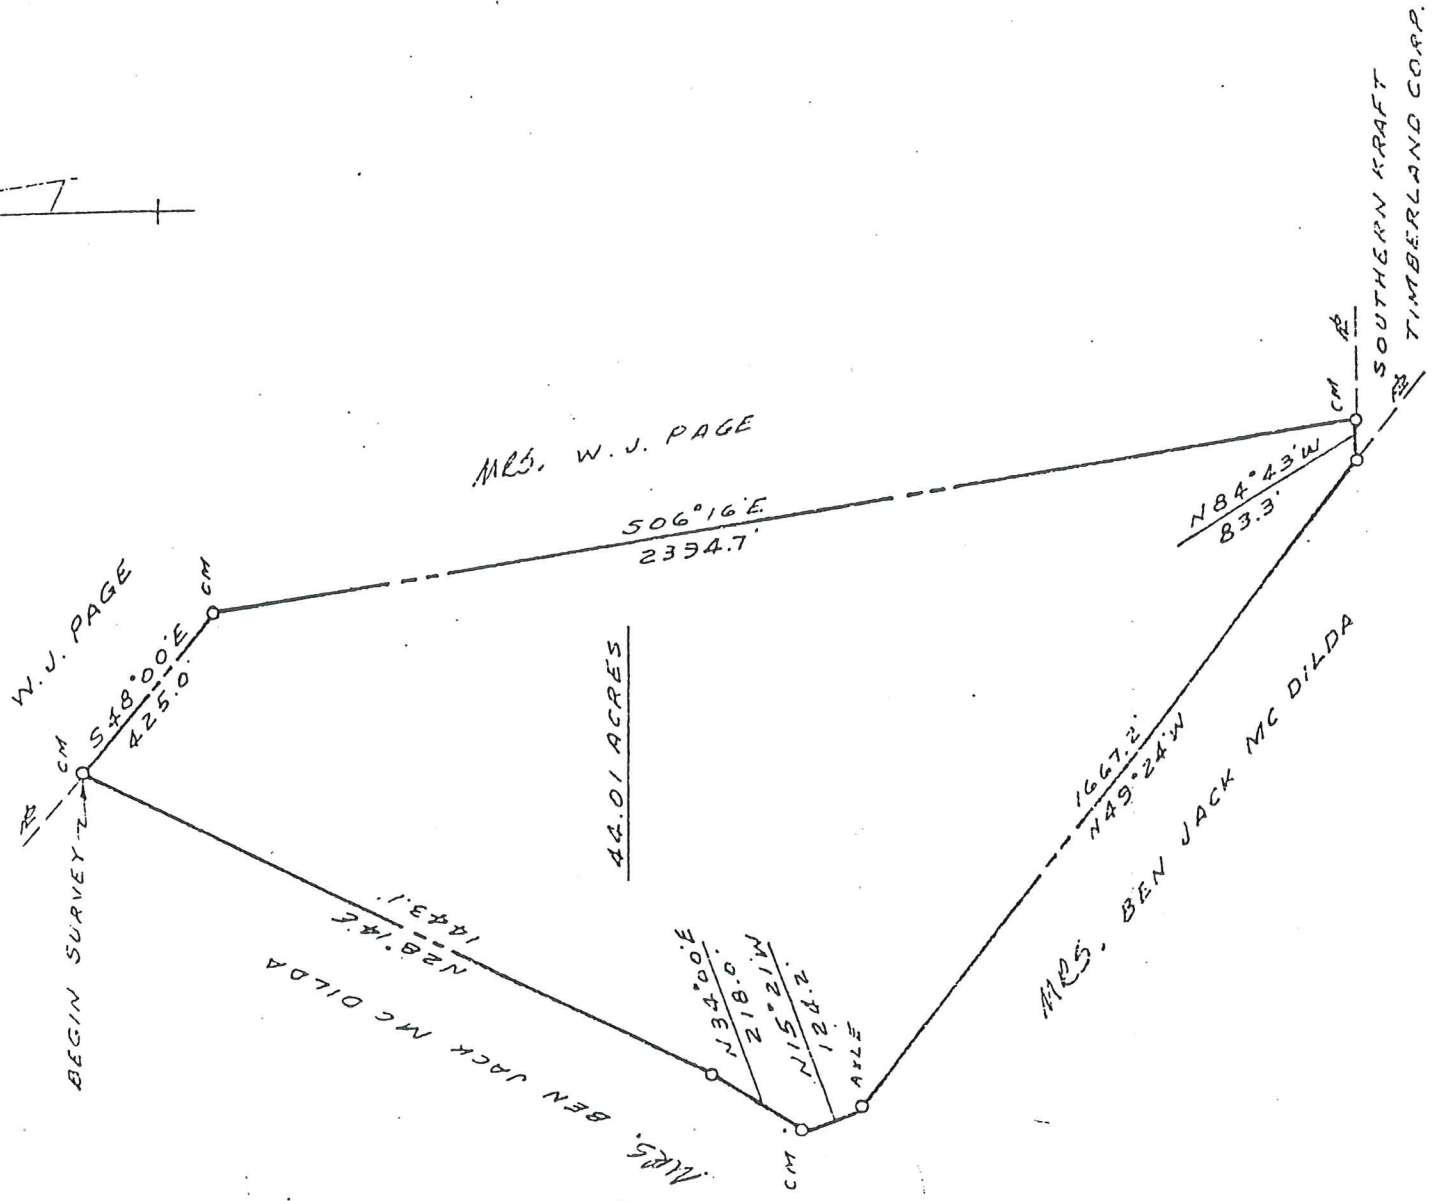 SOUTHERN KRAFT
TIMBERLAND CORP.
CM
MRS. W. J. PAGE
S06°16'E.
2394.7'
N84°43'W
83.3'
W. J. PAGE
CM
S48°00'E
425.0'
CM
BEGIN SURVEY
44.01 ACRES
1443.1'
N28°14'E
MRS. BEN JACK MC DILDA
N34°00'E
218.0'
N15°21'W
124.2'
AXLE
CM
1667.2'
N49°24'W
MRS. BEN JACK MC DILDA